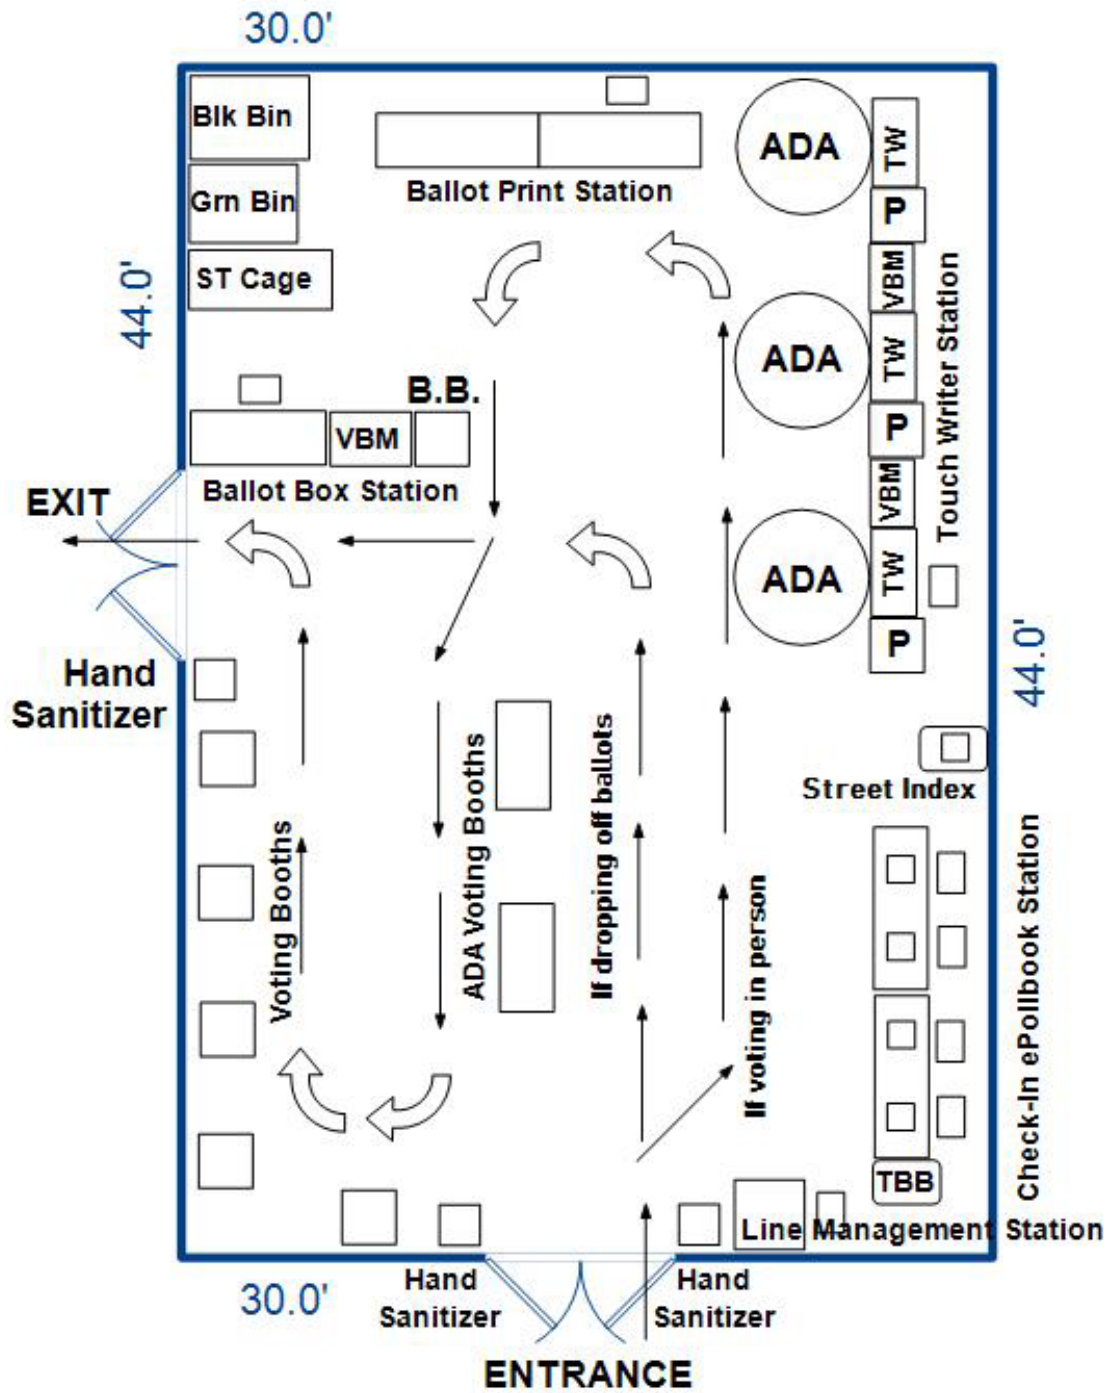 30.0'
Blk Bin
Grn Bin
ST Cage
Ballot Print Station
ADA
TW
P
VBM
44.0'
ADA
TW
P
VBM
Touch Writer Station
B.B.
VBM
Ballot Box Station
EXIT
ADA
TW
P
Hand
Sanitizer
44.0'
Street Index
Voting Booths
ADA Voting Booths
If dropping off ballots
If voting in person
Check-In ePollbook Station
TBB
Line Management Station
30.0'
Hand
Sanitizer
Hand
Sanitizer
ENTRANCE